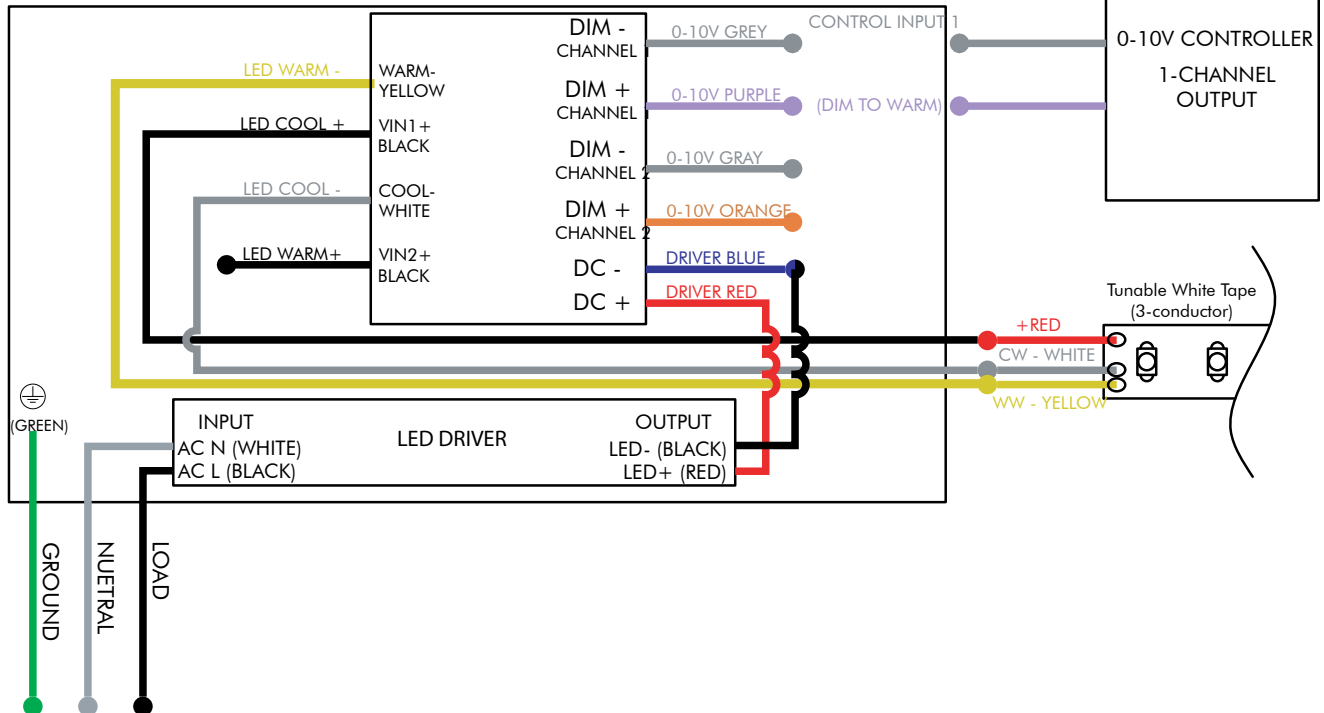 DIM -
CHANNEL 1
0-10V GREY
CONTROL INPUT 1
0-10V CONTROLLER
1-CHANNEL
OUTPUT
LED WARM -
WARM-
YELLOW
DIM +
CHANNEL 1
0-10V PURPLE
(DIM TO WARM)
LED COOL +
VIN1+
BLACK
DIM -
CHANNEL 2
0-10V GRAY
LED COOL -
COOL-
WHITE
DIM +
CHANNEL 2
0-10V ORANGE
LED WARM+
VIN2+
BLACK
DC -
DRIVER BLUE
DC +
DRIVER RED
Tunable White Tape
(3-conductor)
+RED
CW - WHITE
WW - YELLOW
(GREEN)
INPUT
AC N (WHITE)
AC L (BLACK)
LED DRIVER
OUTPUT
LED- (BLACK)
LED+ (RED)
GROUND
NUETRAL
LOAD